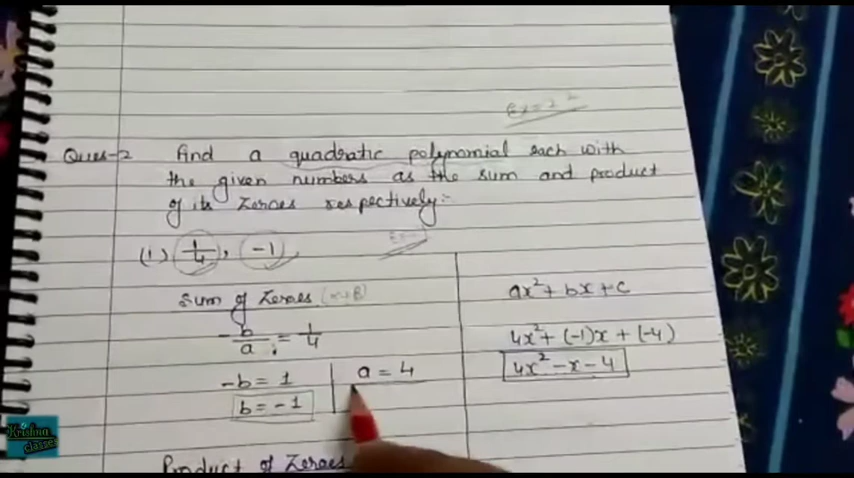 Ques-2 find a quadratic polynomial each with
the given numbers as the sum and product
of its zeroes respectively:-
(i) 1/4, -1
Sum of Zeroes (α+β)
-b/a = 1/4
-b = 1
a = 4
b = -1
Product of Zeroes
ax² + bx + c
4x² + (-1)x + (-4)
4x² - x - 4
Krishna
classes